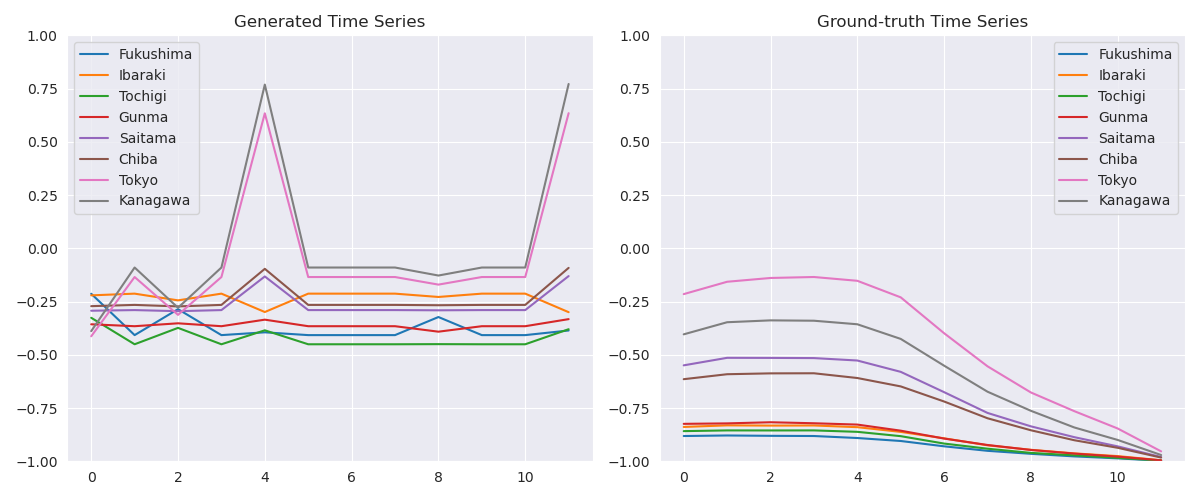 Generated Time Series
1.00
0.75
0.50
0.25
0.00
−0.25
−0.50
−0.75
−1.00
0
2
4
6
8
10
Fukushima
Ibaraki
Tochigi
Gunma
Saitama
Chiba
Tokyo
Kanagawa
Ground-truth Time Series
1.00
0.75
0.50
0.25
0.00
−0.25
−0.50
−0.75
−1.00
0
2
4
6
8
10
Fukushima
Ibaraki
Tochigi
Gunma
Saitama
Chiba
Tokyo
Kanagawa